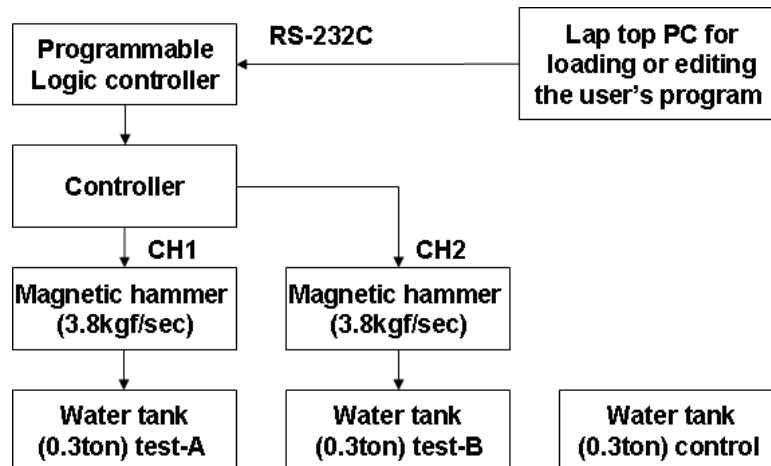 Programmable
Logic controller
RS-232C
Lap top PC for
loading or editing
the user's program
Controller
CH1
CH2
Magnetic hammer
(3.8kgf/sec)
Magnetic hammer
(3.8kgf/sec)
Water tank
(0.3ton) test-A
Water tank
(0.3ton) test-B
Water tank
(0.3ton) control